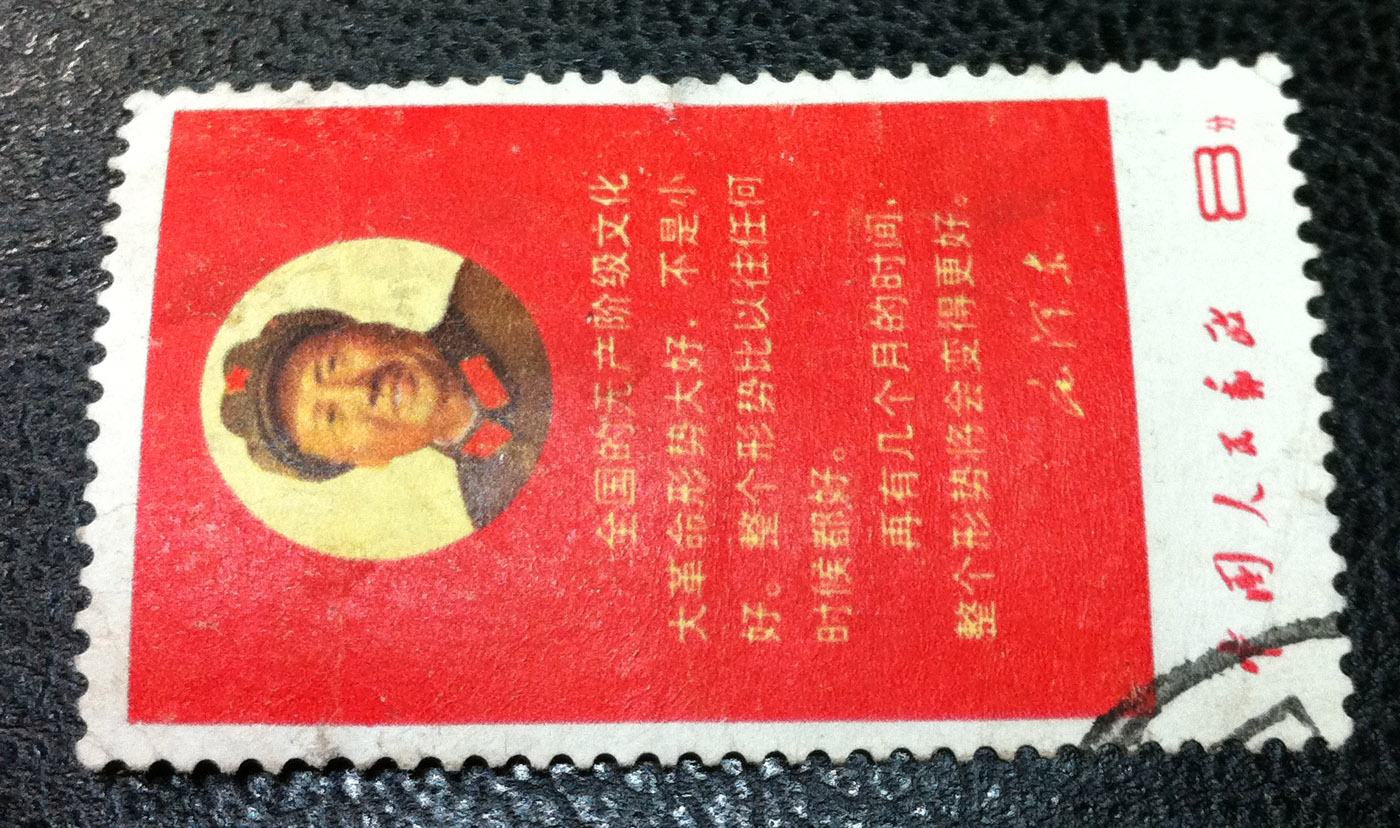 全国的无产阶级文化
大革命形势大好，不是小
好。整个形势比以往任何
时候都好。
再有几个月的时间，
整个形势将会变得更好。
毛泽东
中国人民邮政 8分